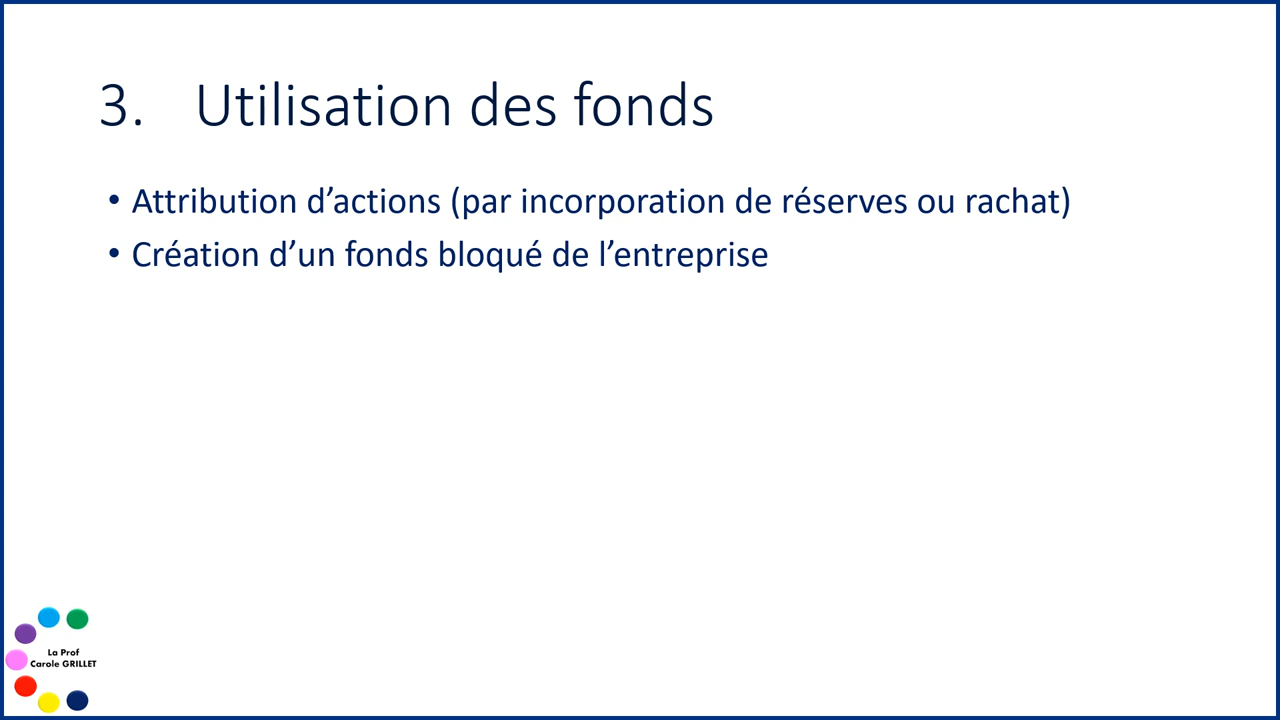 3. Utilisation des fonds
• Attribution d’actions (par incorporation de réserves ou rachat)
• Création d’un fonds bloqué de l’entreprise
La Prof
Carole GRILLET